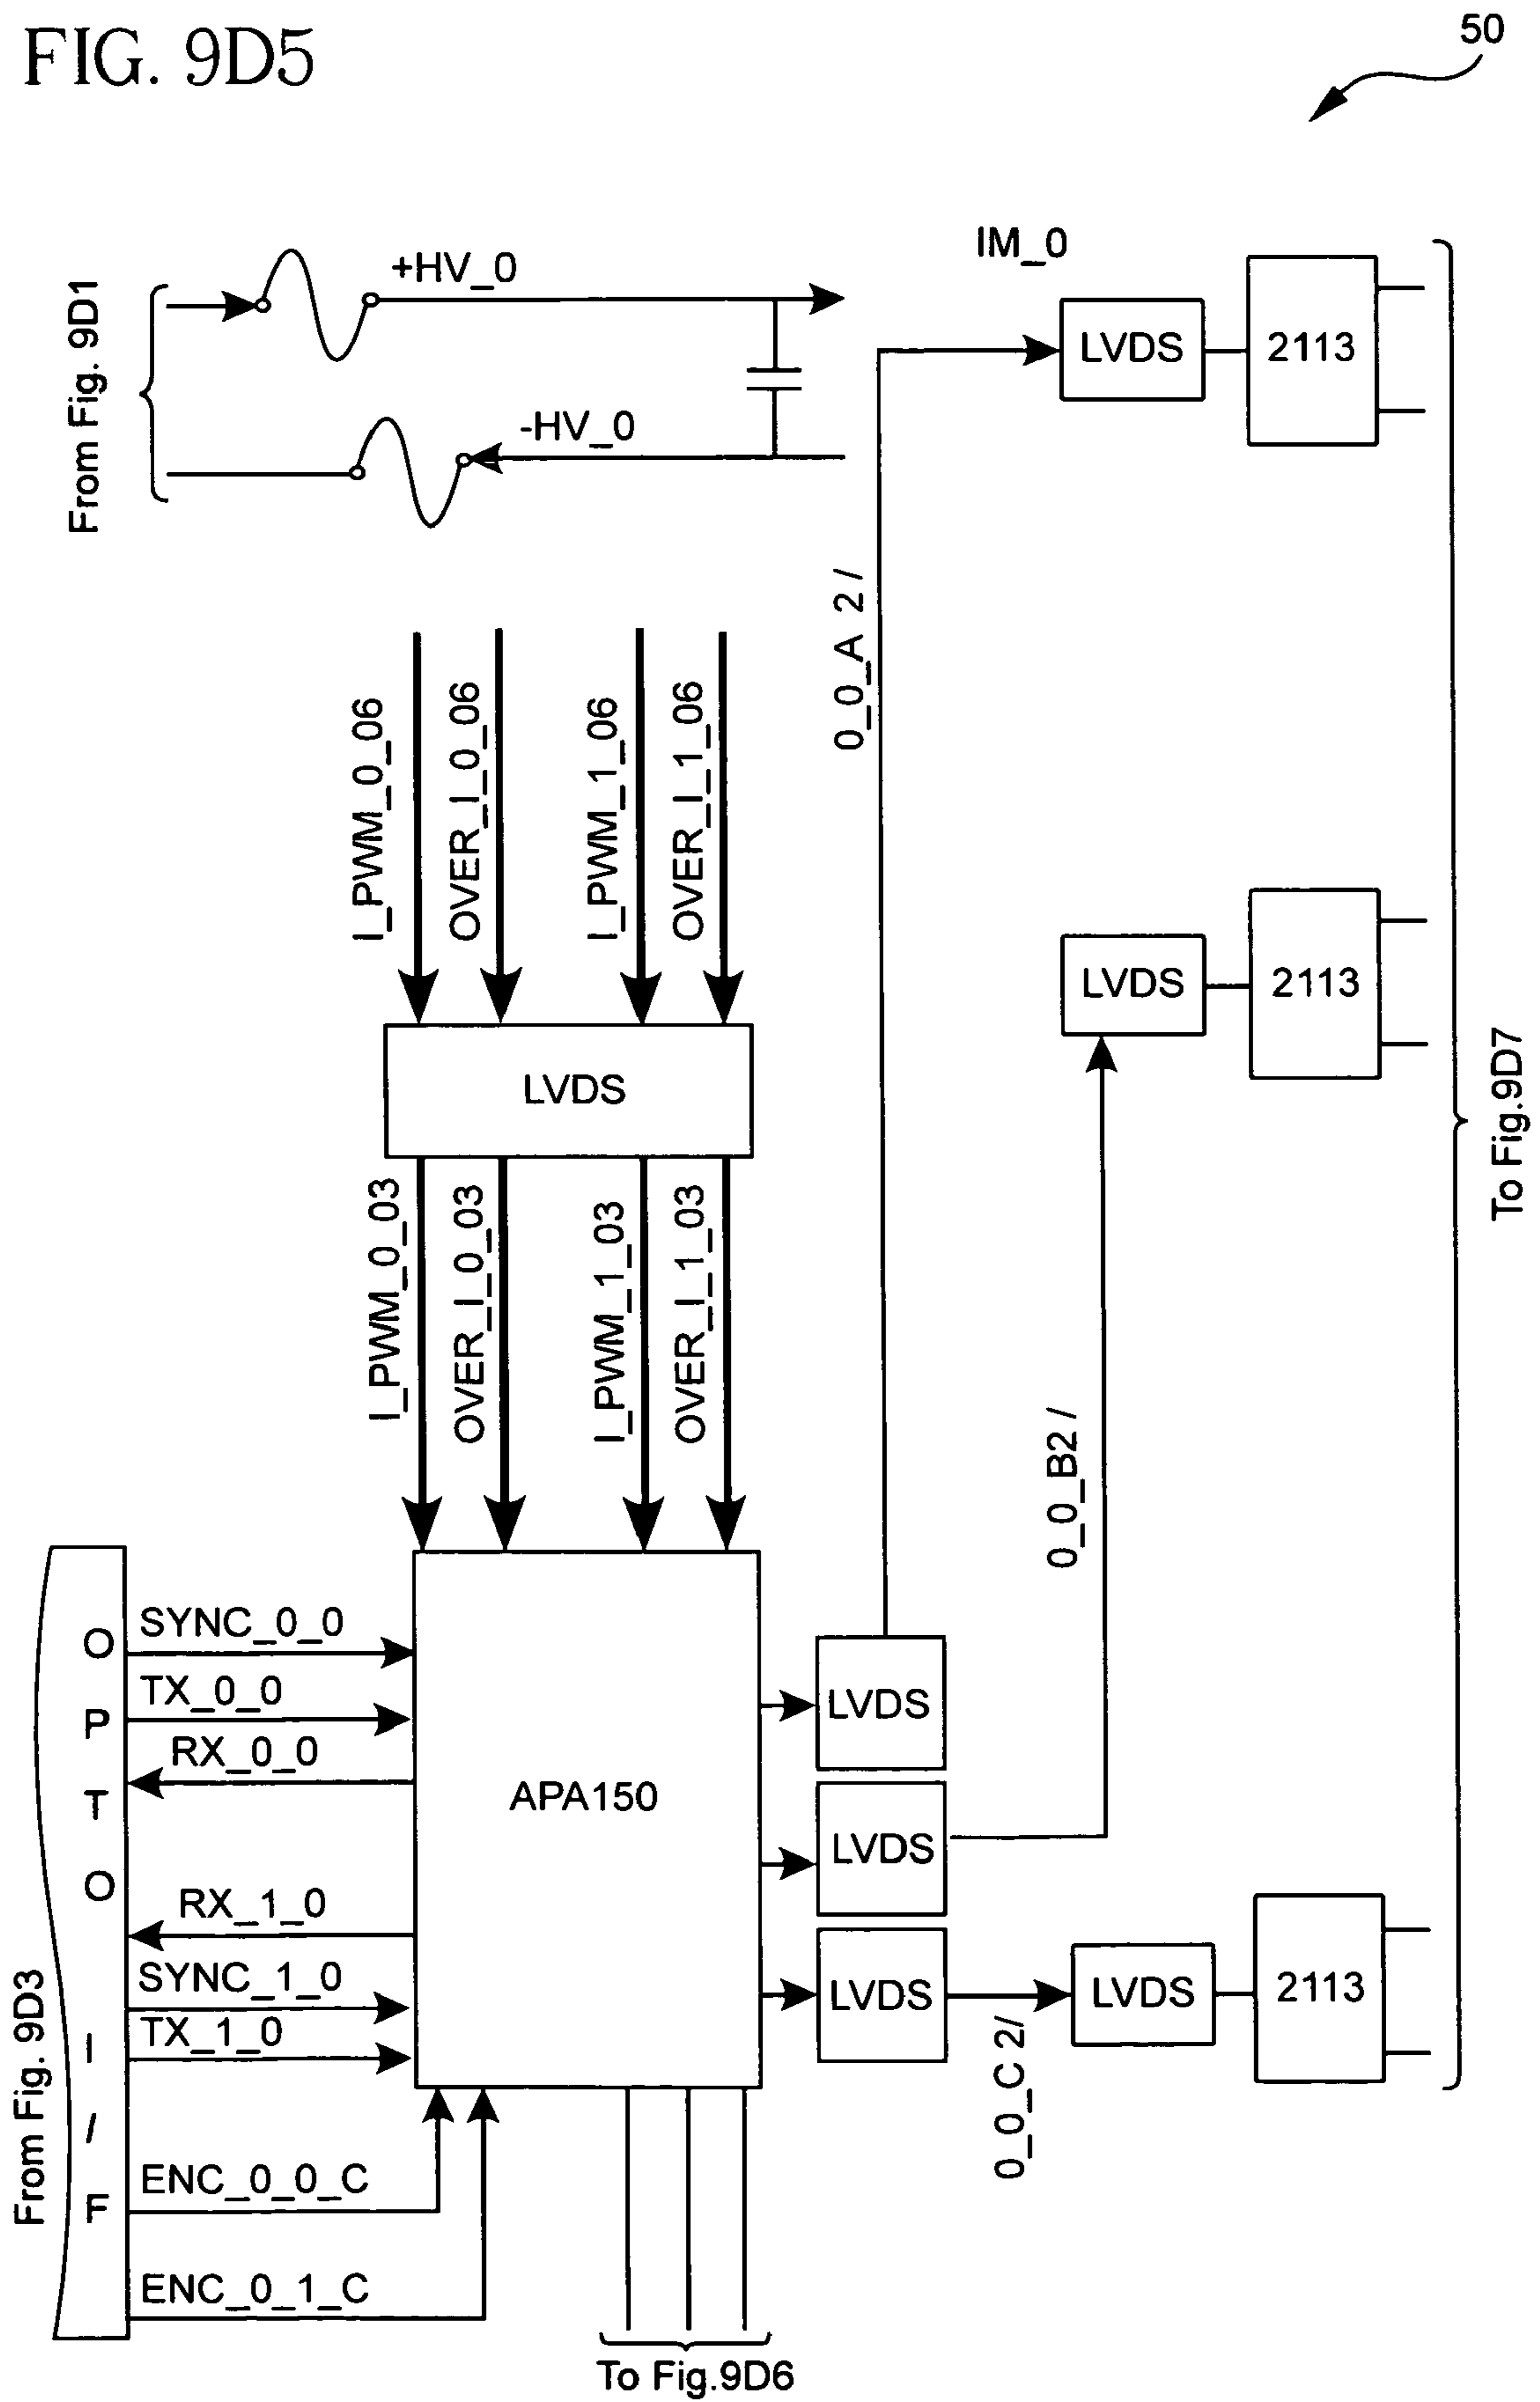 FIG. 9D5
50
From Fig. 9D1
+HV_0
-HV_0
IM_0
LVDS
2113
0_0_A 2 /
I_PWM_0_06
OVER_I_0_06
I_PWM_1_06
OVER_I_1_06
LVDS
LVDS
2113
To Fig.9D7
I_PWM_0_03
OVER_I_0_03
I_PWM_1_03
OVER_I_1_03
0_0_B2 /
From Fig. 9D3
OPTO I/F
SYNC_0_0
TX_0_0
RX_0_0
RX_1_0
SYNC_1_0
TX_1_0
ENC_0_0_C
ENC_0_1_C
APA150
LVDS
LVDS
LVDS
0_0_C 2/
LVDS
2113
To Fig.9D6